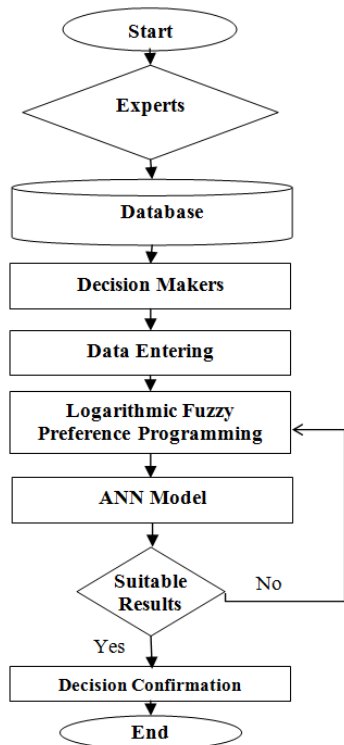 Start
Experts
Database
Decision Makers
Data Entering
Logarithmic Fuzzy
Preference Programming
ANN Model
Suitable
Results
No
Yes
Decision Confirmation
End